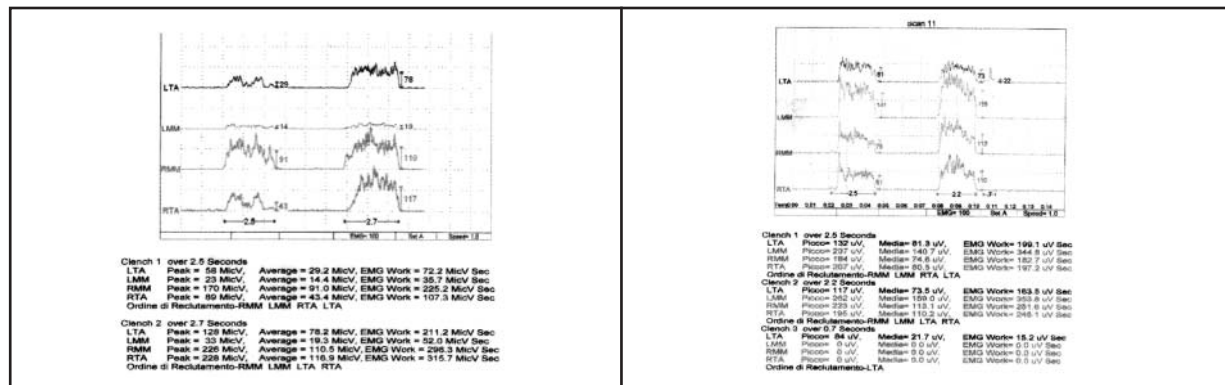 LTA
29
78
LMM
14
19
RMM
91
110
RTA
43
117
2.5
2.7
EMG= 100 Set A Speed= 1.0
Clench 1 over 2.5 Seconds
LTA Peak = 58 MicV, Average = 29.2 MicV, EMG Work = 72.2 MicV Sec
LMM Peak = 23 MicV, Average = 14.4 MicV, EMG Work = 35.7 MicV Sec
RMM Peak = 170 MicV, Average = 91.0 MicV, EMG Work = 225.2 MicV Sec
RTA Peak = 89 MicV, Average = 43.4 MicV, EMG Work = 107.3 MicV Sec
Ordine di Reclutamento-RMM LMM RTA LTA
Clench 2 over 2.7 Seconds
LTA Peak = 128 MicV, Average = 78.2 MicV, EMG Work = 211.2 MicV Sec
LMM Peak = 33 MicV, Average = 19.3 MicV, EMG Work = 52.0 MicV Sec
RMM Peak = 226 MicV, Average = 110.5 MicV, EMG Work = 298.3 MicV Sec
RTA Peak = 228 MicV, Average = 116.9 MicV, EMG Work = 315.7 MicV Sec
Ordine di Reclutamento-RMM LMM LTA RTA
scan 11
LTA
81
73
LMM
RMM
113
RTA
110
2.5
2.2
EMG= 100 Set A Speed= 1.0
Clench 1 over 2.5 Seconds
LTA Picco= 132 uV, Media= 81.3 uV, EMG Work= 199.1 uV Sec
LMM Picco= 237 uV, Media= 140.7 uV, EMG Work= 344.8 uV Sec
RMM Picco= 184 uV, Media= 74.6 uV, EMG Work= 182.7 uV Sec
RTA Picco= 207 uV, Media= 80.5 uV, EMG Work= 197.2 uV Sec
Ordine di Reclutamento-RMM LMM RTA LTA
Clench 2 over 2.2 Seconds
LTA Picco= 117 uV, Media= 73.5 uV, EMG Work= 163.5 uV Sec
LMM Picco= 262 uV, Media= 159.0 uV, EMG Work= 353.8 uV Sec
RMM Picco= 223 uV, Media= 113.1 uV, EMG Work= 251.6 uV Sec
RTA Picco= 195 uV, Media= 110.2 uV, EMG Work= 245.1 uV Sec
Ordine di Reclutamento-RMM LMM LTA RTA
Clench 3 over 0.7 Seconds
LTA Picco= 84 uV, Media= 21.7 uV, EMG Work= 15.2 uV Sec
LMM Picco= 0 uV, Media= 0.0 uV, EMG Work= 0.0 uV Sec
RMM Picco= 0 uV, Media= 0.0 uV, EMG Work= 0.0 uV Sec
RTA Picco= 0 uV, Media= 0.0 uV, EMG Work= 0.0 uV Sec
Ordine di Reclutamento-LTA